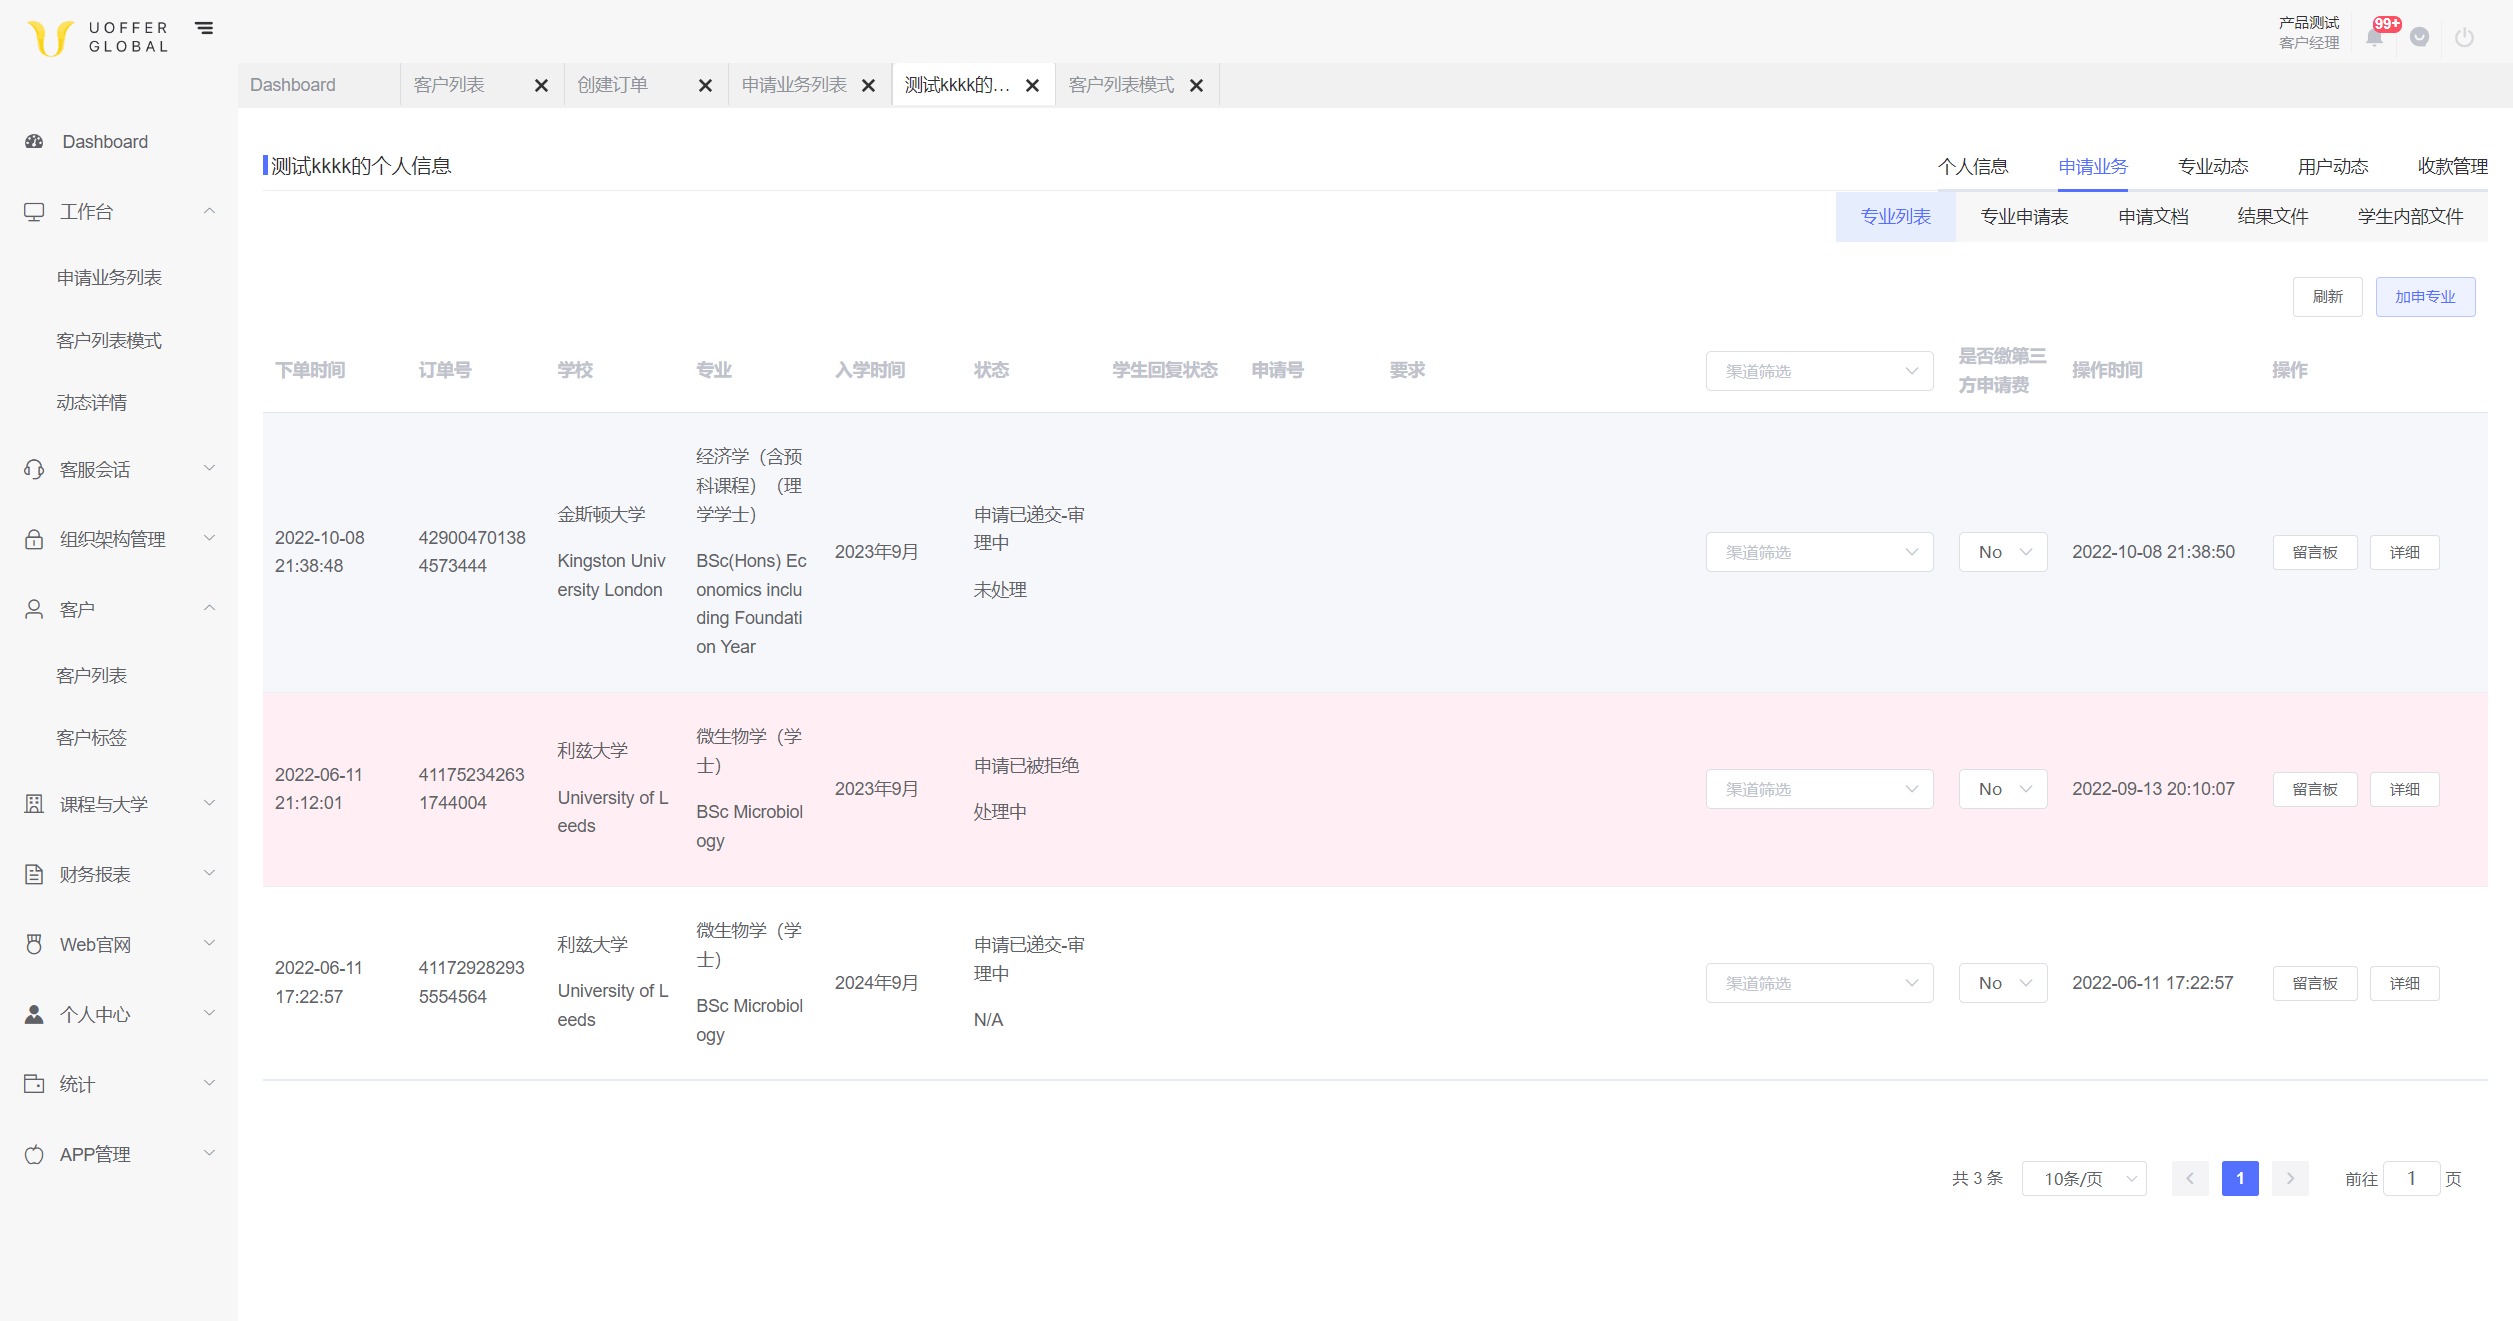 UOFFER
GLOBAL
产品测试
客户经理
99+
Dashboard
客户列表
创建订单
申请业务列表
测试kkkk的...
客户列表模式
Dashboard
工作台
申请业务列表
客户列表模式
动态详情
客服会话
组织架构管理
客户
客户列表
客户标签
课程与大学
财务报表
Web官网
个人中心
统计
APP管理
测试kkkk的个人信息
个人信息
申请业务
专业动态
用户动态
收款管理
专业列表
专业申请表
申请文档
结果文件
学生内部文件
刷新
加申专业
下单时间
订单号
学校
专业
入学时间
状态
学生回复状态
申请号
要求
渠道筛选
是否缴第三
方申请费
操作时间
操作
2022-10-08
21:38:48
42900470138
4573444
金斯顿大学
Kingston Univ
ersity London
经济学（含预
科课程）（理
学学士）
BSc(Hons) Ec
onomics inclu
ding Foundati
on Year
2023年9月
申请已递交-审
理中
未处理
渠道筛选
No
2022-10-08 21:38:50
留言板
详细
2022-06-11
21:12:01
41175234263
1744004
利兹大学
University of L
eeds
微生物学（学
士）
BSc Microbiol
ogy
2023年9月
申请已被拒绝
处理中
渠道筛选
No
2022-09-13 20:10:07
留言板
详细
2022-06-11
17:22:57
41172928293
5554564
利兹大学
University of L
eeds
微生物学（学
士）
BSc Microbiol
ogy
2024年9月
申请已递交-审
理中
N/A
渠道筛选
No
2022-06-11 17:22:57
留言板
详细
共 3 条
10条/页
1
前往 1 页